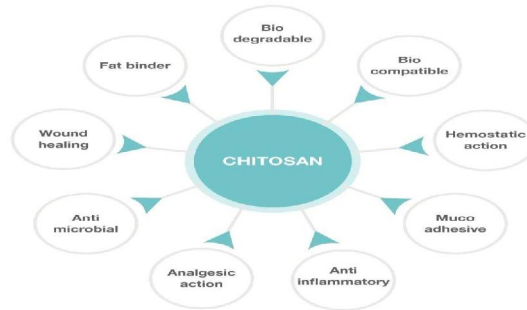 Bio
degradable
Bio
compatible
Hemostatic
action
Muco
adhesive
Anti
inflammatory
Analgesic
action
Anti
microbial
Wound
healing
Fat binder
CHITOSAN